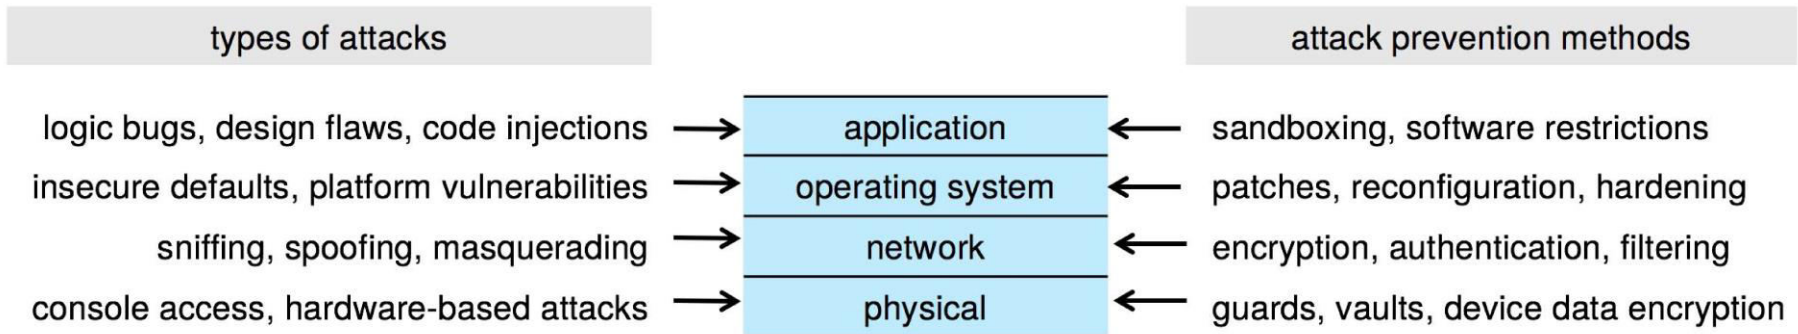 types of attacks attack prevention methods
logic bugs, design flaws, code injections application sandboxing, software restrictions
insecure defaults, platform vulnerabilities operating system patches, reconfiguration, hardening
sniffing, spoofing, masquerading network encryption, authentication, filtering
console access, hardware-based attacks physical guards, vaults, device data encryption